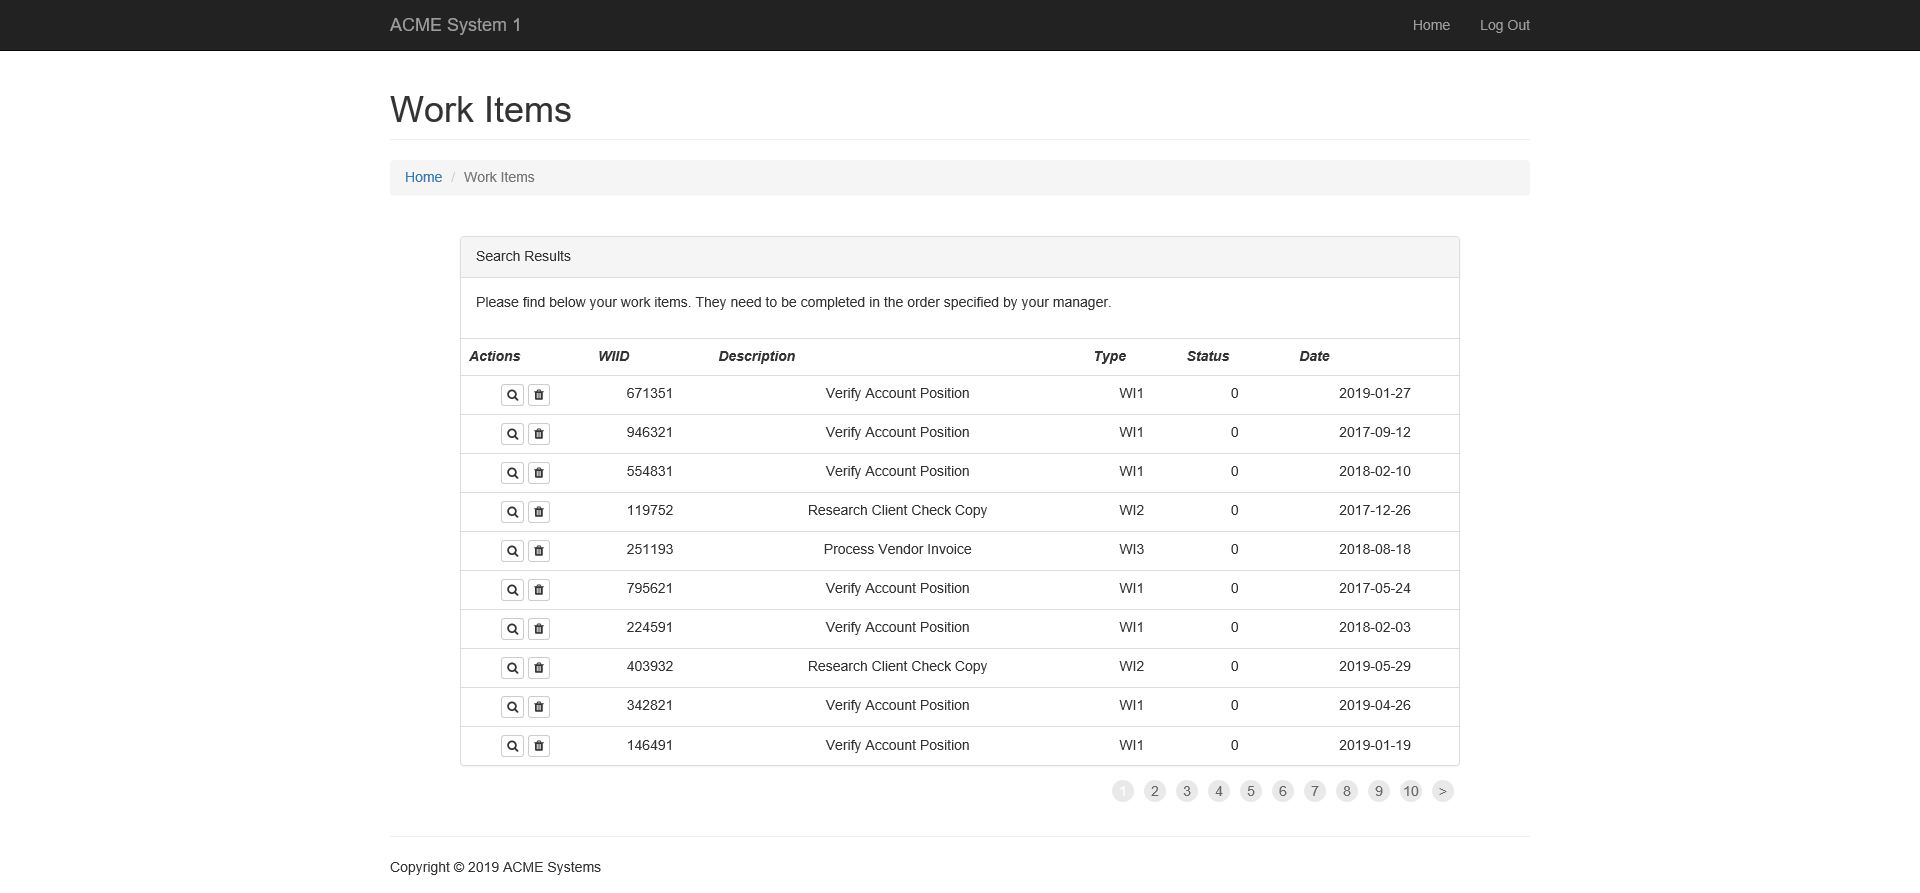 ACME System 1 Home Log Out
Work Items
Home / Work Items
Search Results
Please find below your work items. They need to be completed in the order specified by your manager.
Actions WIID Description Type Status Date
671351 Verify Account Position WI1 0 2019-01-27
946321 Verify Account Position WI1 0 2017-09-12
554831 Verify Account Position WI1 0 2018-02-10
119752 Research Client Check Copy WI2 0 2017-12-26
251193 Process Vendor Invoice WI3 0 2018-08-18
795621 Verify Account Position WI1 0 2017-05-24
224591 Verify Account Position WI1 0 2018-02-03
403932 Research Client Check Copy WI2 0 2019-05-29
342821 Verify Account Position WI1 0 2019-04-26
146491 Verify Account Position WI1 0 2019-01-19
1 2 3 4 5 6 7 8 9 10 >
Copyright © 2019 ACME Systems